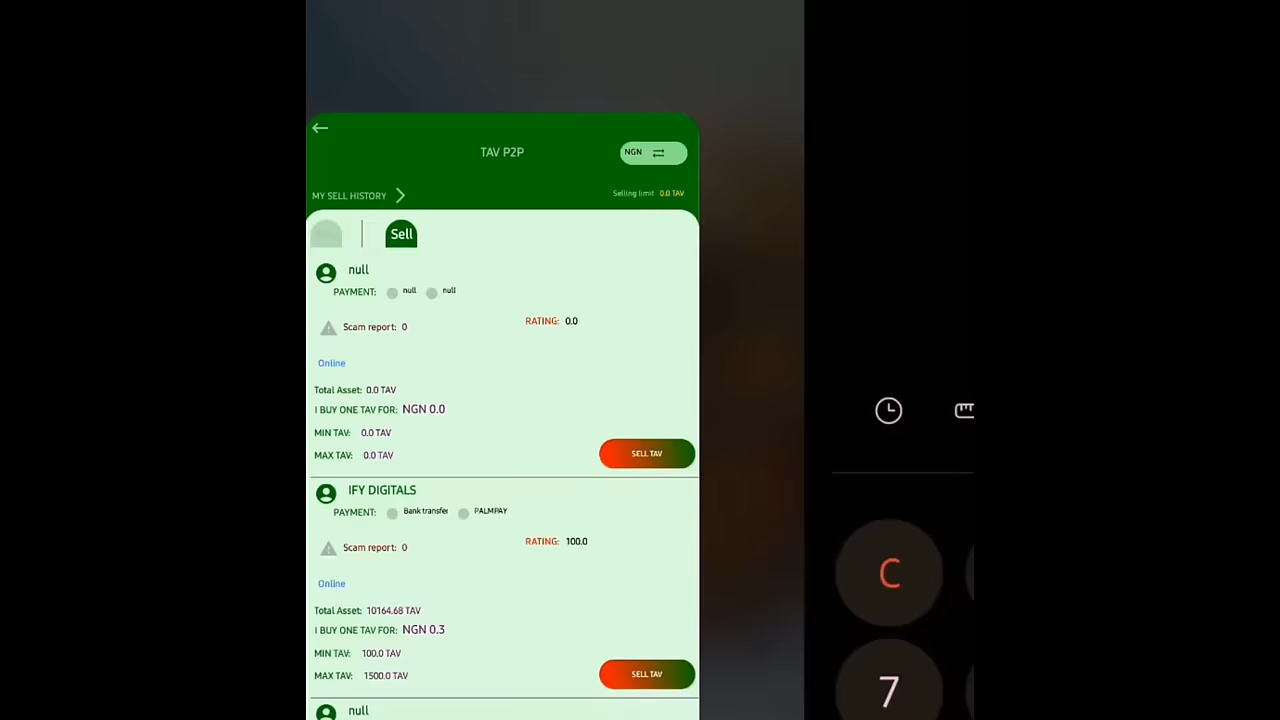 TAV P2P
NGN
MY SELL HISTORY
Selling limit 0.0 TAV
Sell
null
PAYMENT: null null
Scam report: 0 RATING: 0.0
Online
Total Asset: 0.0 TAV
I BUY ONE TAV FOR: NGN 0.0
MIN TAV: 0.0 TAV
MAX TAV: 0.0 TAV
SELL TAV
IFY DIGITALS
PAYMENT: Bank transfer PALMPAY
Scam report: 0 RATING: 100.0
Online
Total Asset: 10164.68 TAV
I BUY ONE TAV FOR: NGN 0.3
MIN TAV: 100.0 TAV
MAX TAV: 1500.0 TAV
SELL TAV
null
C
7